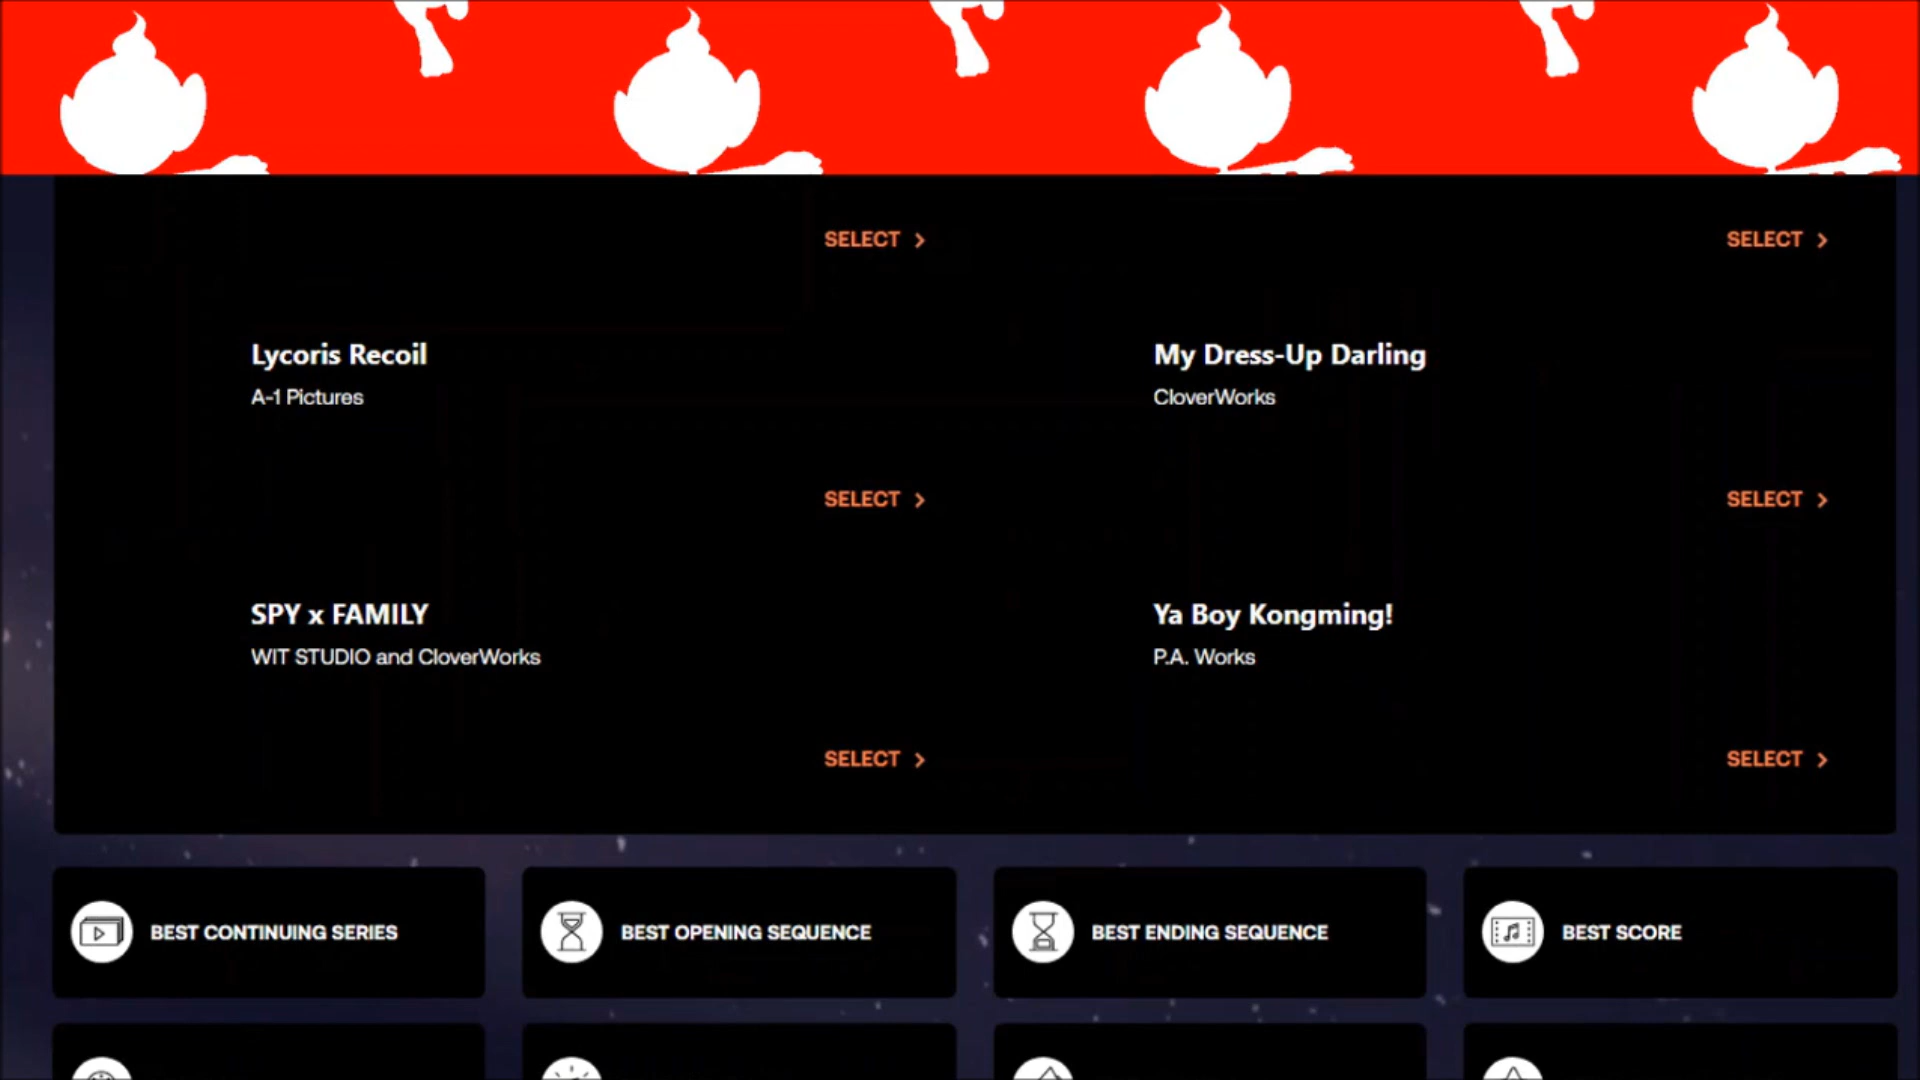 SELECT
SELECT
Lycoris Recoil
A-1 Pictures
My Dress-Up Darling
CloverWorks
SELECT
SELECT
SPY x FAMILY
WIT STUDIO and CloverWorks
Ya Boy Kongming!
P.A. Works
SELECT
SELECT
BEST CONTINUING SERIES
BEST OPENING SEQUENCE
BEST ENDING SEQUENCE
BEST SCORE